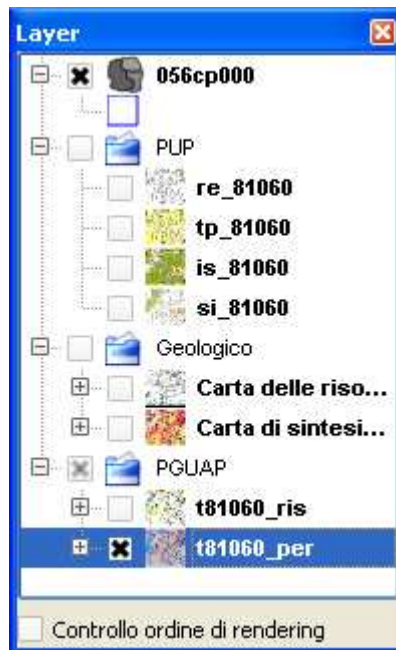 Layer
056cp000
PUP
re_81060
tp_81060
is_81060
si_81060
Geologico
Carta delle riso...
Carta di sintesi...
PGUAP
t81060_ris
t81060_per
Controllo ordine di rendering